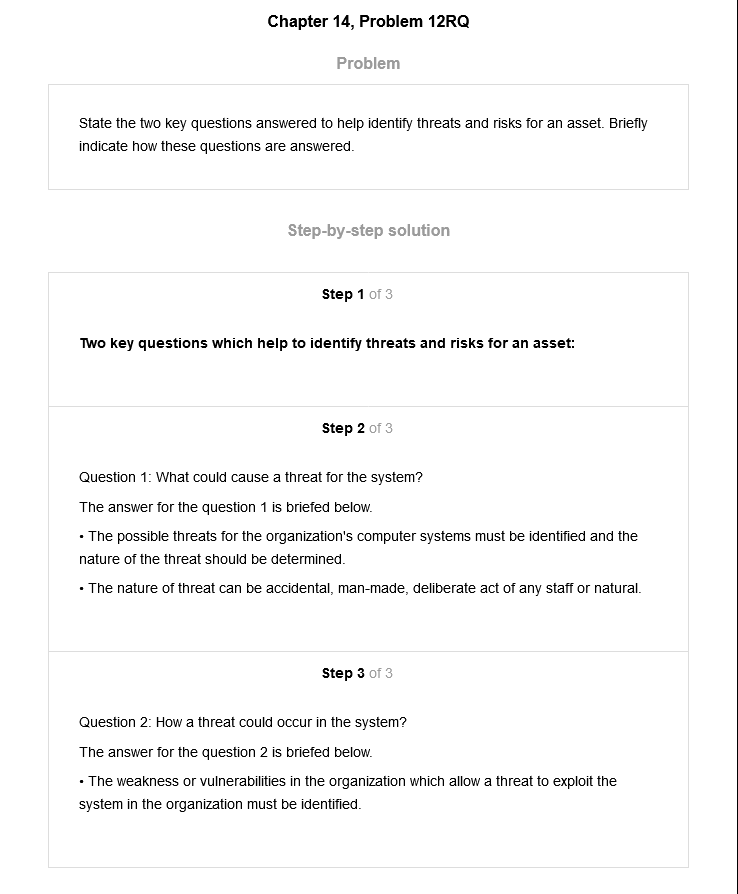 Chapter 14, Problem 12RQ
Problem
State the two key questions answered to help identify threats and risks for an asset. Briefly
indicate how these questions are answered.
Step-by-step solution
Step 1 of 3
Two key questions which help to identify threats and risks for an asset:
Step 2 of 3
Question 1: What could cause a threat for the system?
The answer for the question 1 is briefed below.
• The possible threats for the organization's computer systems must be identified and the
nature of the threat should be determined.
• The nature of threat can be accidental, man-made, deliberate act of any staff or natural.
Step 3 of 3
Question 2: How a threat could occur in the system?
The answer for the question 2 is briefed below.
• The weakness or vulnerabilities in the organization which allow a threat to exploit the
system in the organization must be identified.